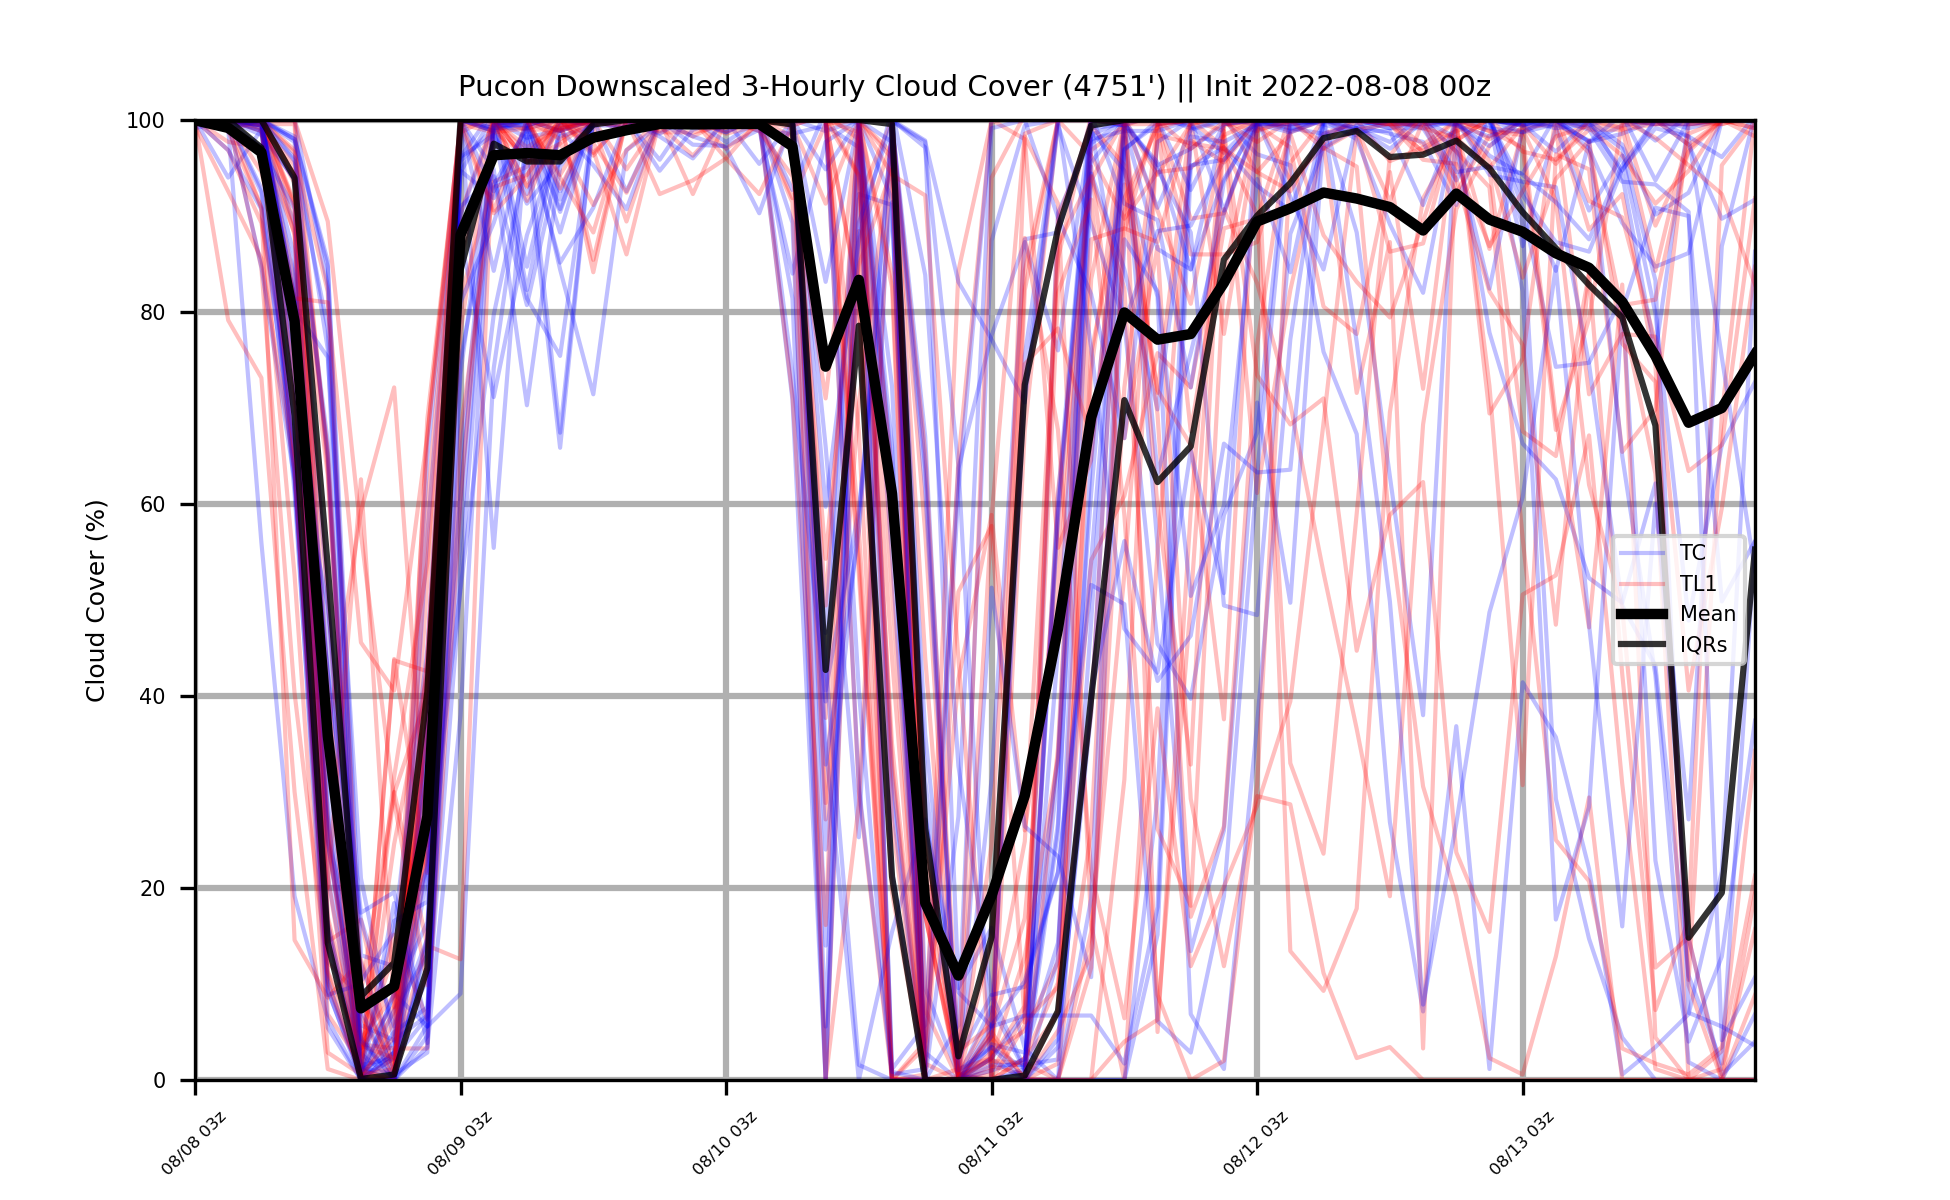 Pucon Downscaled 3-Hourly Cloud Cover (4751') || Init 2022-08-08 00z
Cloud Cover (%)
100
80
60
40
20
0
TC
TL1
Mean
IQRs
08/08 03z
08/09 03z
08/10 03z
08/11 03z
08/12 03z
08/13 03z